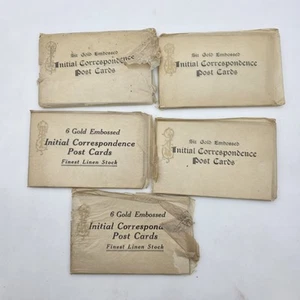 Six Gold Embossed
Initial Correspondence
Post Cards
Six Gold Embossed
Initial Correspondence
Post Cards
6 Gold Embossed
Initial Correspondence
Post Cards
Finest Linen Stock
Six Gold Embossed
Initial Correspondence
Post Cards
6 Gold Embossed
Initial Correspond
Post Cards
Finest Linen Stock